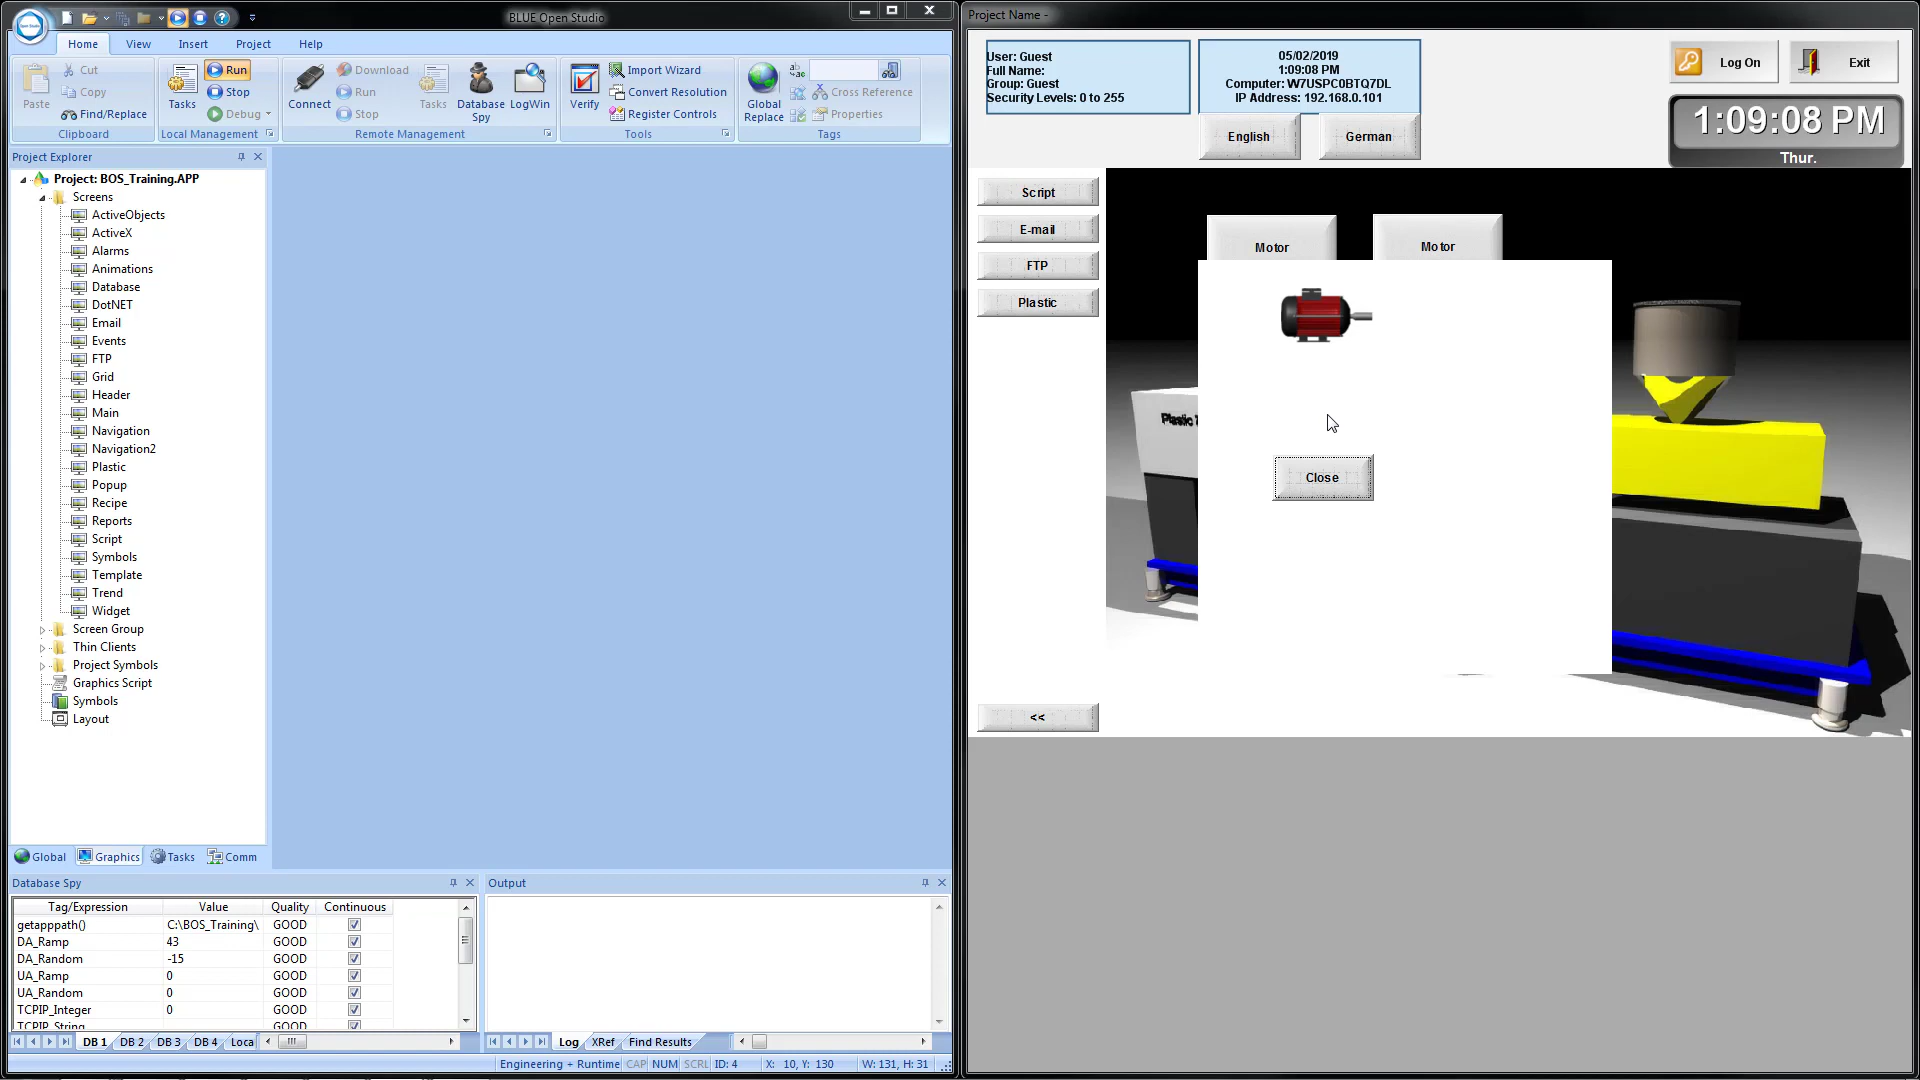 BLUE Open Studio
Home View Insert Project Help
Paste
Cut
Copy
Find/Replace
Clipboard
Tasks
Run
Stop
Debug
Local Management
Connect
Download
Run
Stop
Tasks
Database Spy
LogWin
Remote Management
Verify
Import Wizard
Convert Resolution
Register Controls
Tools
Global Replace
Cross Reference
Properties
Tags
Project Explorer
Project: BOS_Training.APP
Screens
ActiveObjects
ActiveX
Alarms
Animations
Database
DotNET
Email
Events
FTP
Grid
Header
Main
Navigation
Navigation2
Plastic
Popup
Recipe
Reports
Script
Symbols
Template
Trend
Widget
Screen Group
Thin Clients
Project Symbols
Graphics Script
Symbols
Layout
Global Graphics Tasks Comm
Database Spy
Tag/Expression Value Quality Continuous
getapppath() C:\BOS_Training\ GOOD
DA_Ramp 43 GOOD
DA_Random -15 GOOD
UA_Ramp 0 GOOD
UA_Random 0 GOOD
TCPIP_Integer 0 GOOD
TCPIP_String GOOD
DB 1 DB 2 DB 3 DB 4 Loca
Output
Log XRef Find Results
Engineering + Runtime CAP NUM SCRL ID: 4 X: 10, Y: 130 W: 131, H: 31
Project Name -
User: Guest
Full Name:
Group: Guest
Security Levels: 0 to 255
05/02/2019
1:09:08 PM
Computer: W7USPC0BTQ7DL
IP Address: 192.168.0.101
English German
Log On Exit
1:09:08 PM
Thur.
Script
E-mail
FTP
Plastic
<<
Motor Motor
Plastic
Close